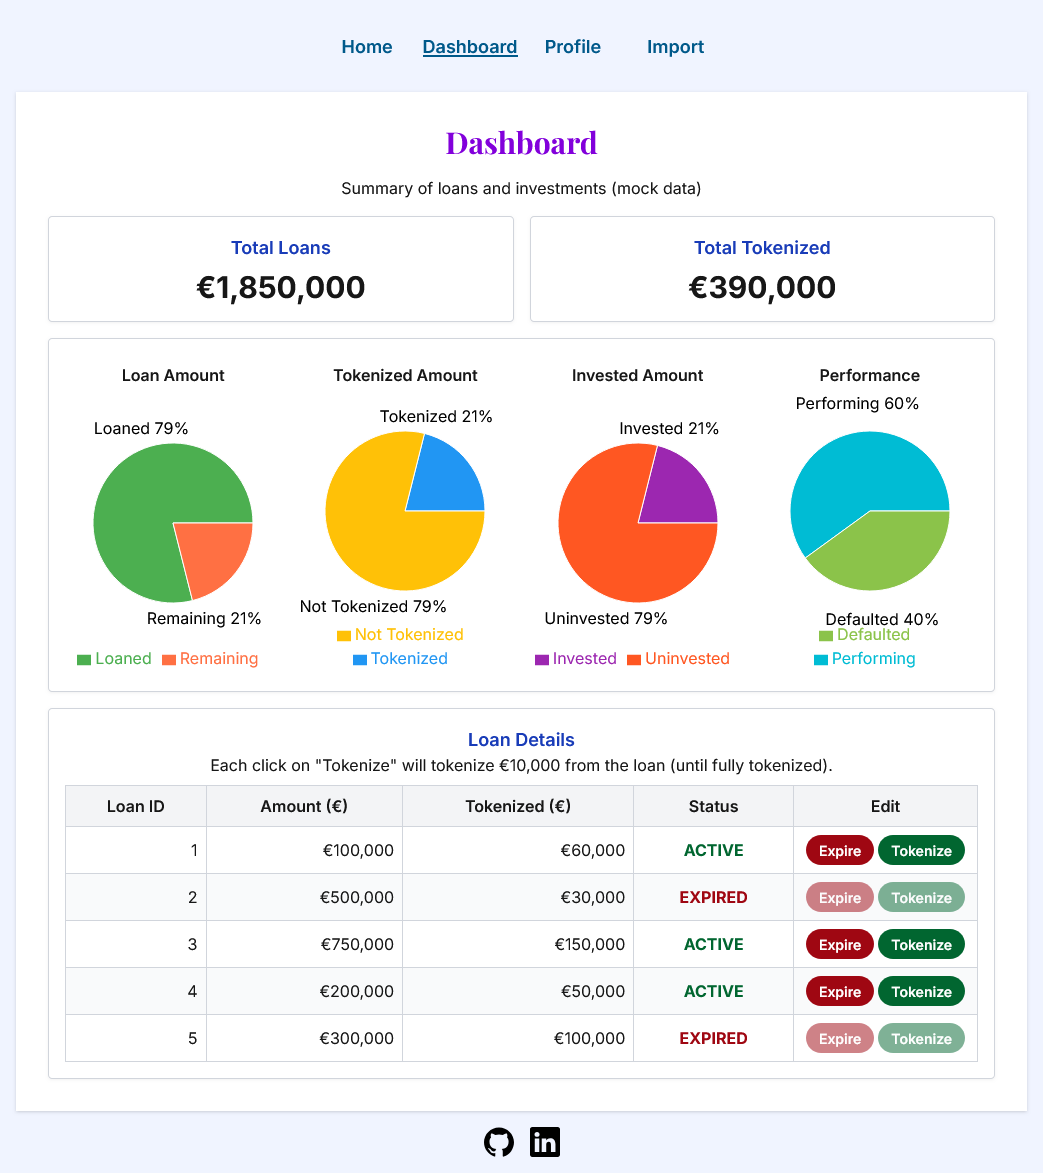 Home Dashboard Profile Import
Dashboard
Summary of loans and investments (mock data)
Total Loans
€1,850,000
Total Tokenized
€390,000
Loan Amount
Loaned 79%
Remaining 21%
Loaned Remaining
Tokenized Amount
Tokenized 21%
Not Tokenized 79%
Not Tokenized
Tokenized
Invested Amount
Invested 21%
Uninvested 79%
Invested Uninvested
Performance
Performing 60%
Defaulted 40%
Defaulted
Performing
Loan Details
Each click on "Tokenize" will tokenize €10,000 from the loan (until fully tokenized).
Loan ID Amount (€) Tokenized (€) Status Edit
1 €100,000 €60,000 ACTIVE Expire Tokenize
2 €500,000 €30,000 EXPIRED Expire Tokenize
3 €750,000 €150,000 ACTIVE Expire Tokenize
4 €200,000 €50,000 ACTIVE Expire Tokenize
5 €300,000 €100,000 EXPIRED Expire Tokenize
in